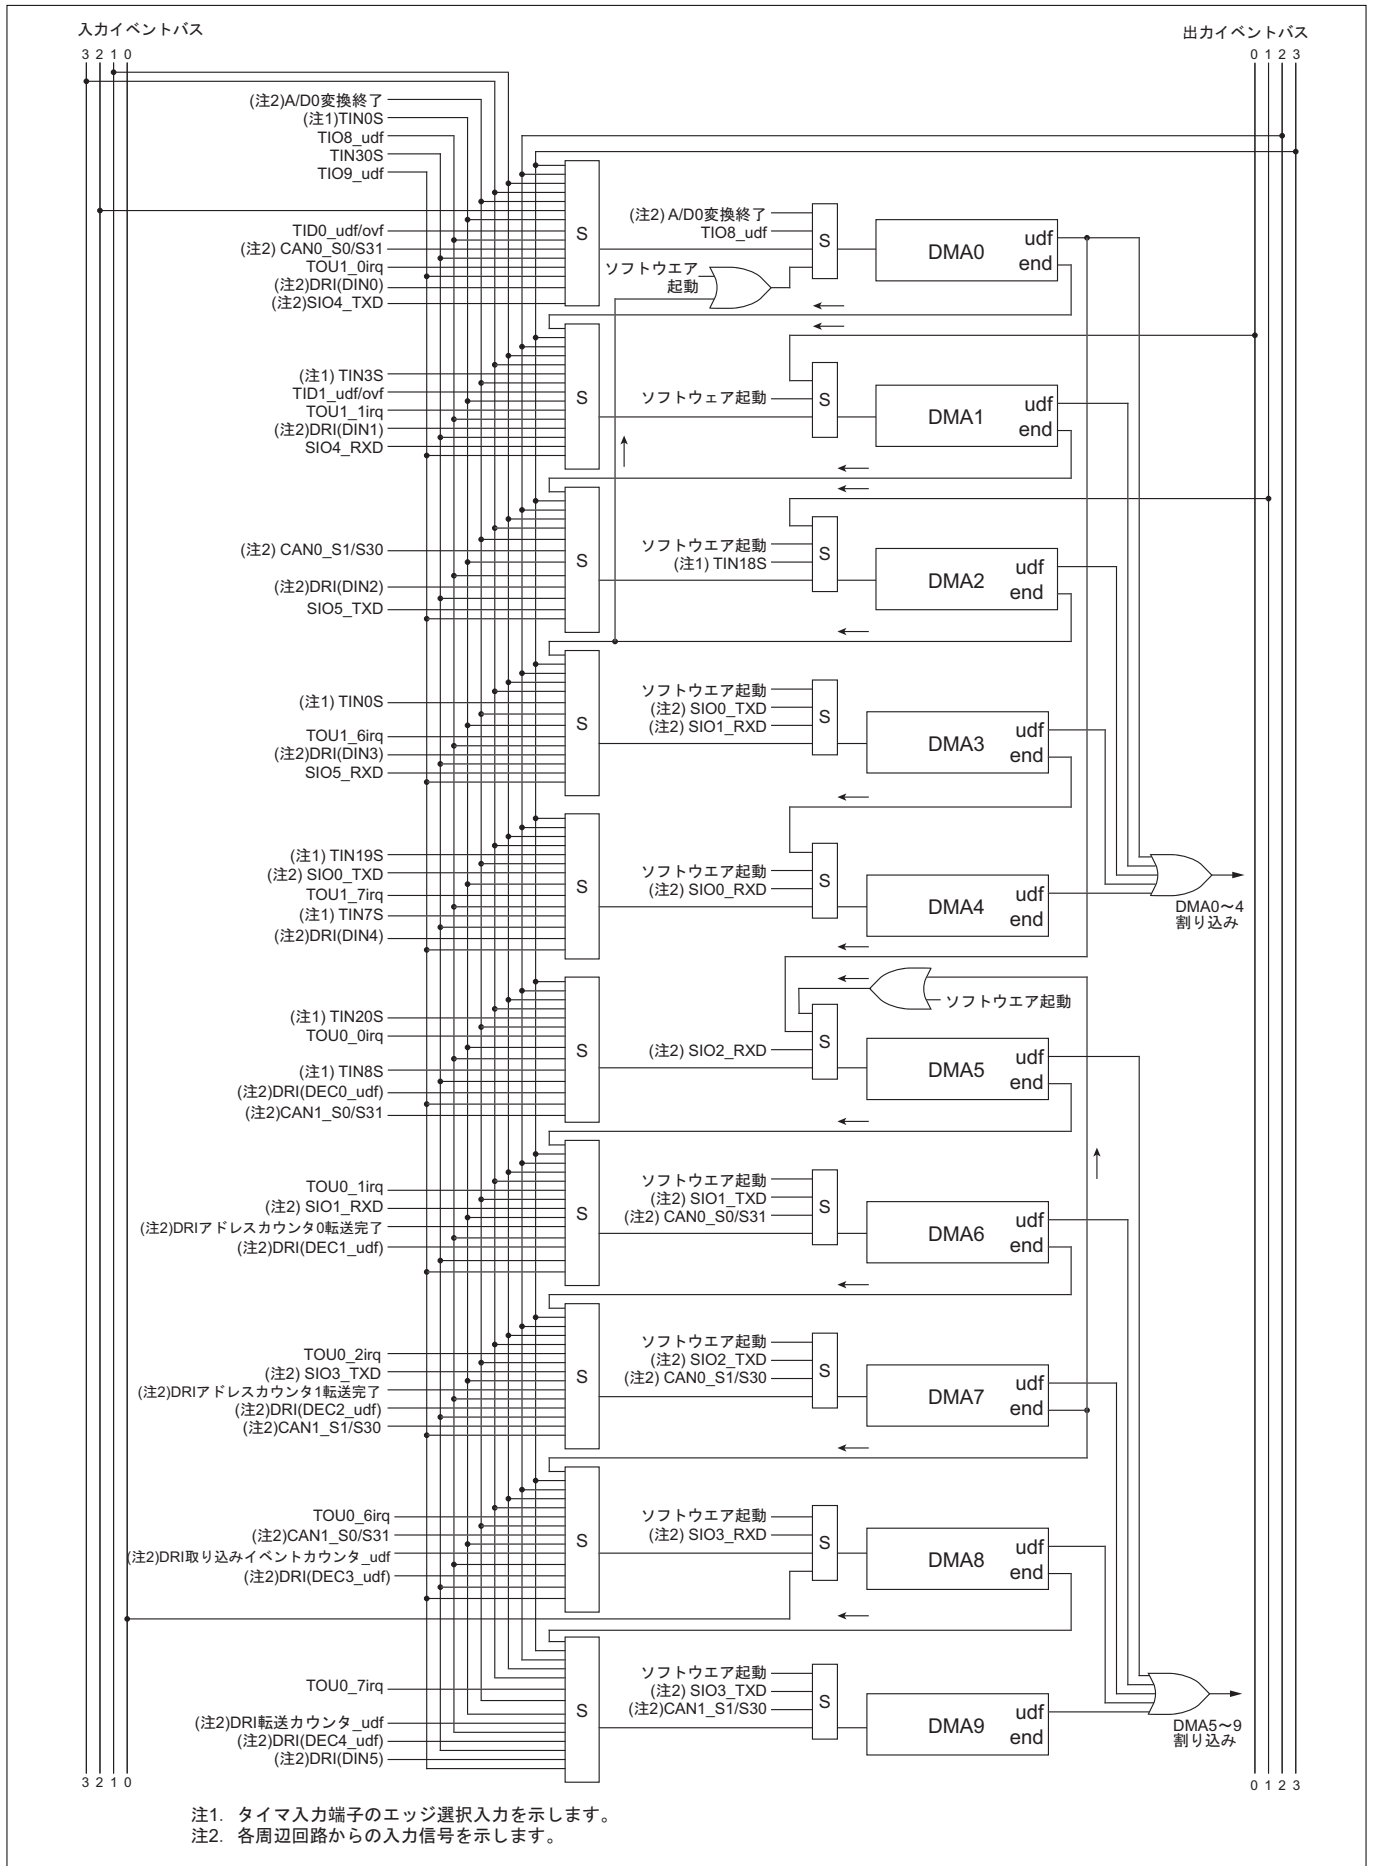 入力イベントバス
出力イベントバス
3 2 1 0
0 1 2 3
(注2)A/D0変換終了
(注1)TIN0S
TIO8_udf
TIN30S
TIO9_udf
TID0_udf/ovf
(注2) CAN0_S0/S31
TOU1_0irq
(注2)DRI(DIN0)
(注2)SIO4_TXD
S
(注2) A/D0変換終了
TIO8_udf
ソフトウエア
起動
S
DMA0
udf
end
(注1) TIN3S
TID1_udf/ovf
TOU1_1irq
(注2)DRI(DIN1)
SIO4_RXD
S
ソフトウェア起動
S
DMA1
udf
end
(注2) CAN0_S1/S30
(注2)DRI(DIN2)
SIO5_TXD
S
ソフトウエア起動
(注1) TIN18S
S
DMA2
udf
end
(注1) TIN0S
TOU1_6irq
(注2)DRI(DIN3)
SIO5_RXD
S
ソフトウエア起動
(注2) SIO0_TXD
(注2) SIO1_RXD
S
DMA3
udf
end
(注1) TIN19S
(注2) SIO0_TXD
TOU1_7irq
(注1) TIN7S
(注2)DRI(DIN4)
S
ソフトウエア起動
(注2) SIO0_RXD
S
DMA4
udf
end
DMA0～4
割り込み
(注1) TIN20S
TOU0_0irq
(注1) TIN8S
(注2)DRI(DEC0_udf)
(注2)CAN1_S0/S31
S
ソフトウエア起動
(注2) SIO2_RXD
S
DMA5
udf
end
TOU0_1irq
(注2) SIO1_RXD
(注2)DRIアドレスカウンタ0転送完了
(注2)DRI(DEC1_udf)
S
ソフトウエア起動
(注2) SIO1_TXD
(注2) CAN0_S0/S31
S
DMA6
udf
end
TOU0_2irq
(注2) SIO3_TXD
(注2)DRIアドレスカウンタ1転送完了
(注2)DRI(DEC2_udf)
(注2)CAN1_S1/S30
S
ソフトウエア起動
(注2) SIO2_TXD
(注2) CAN0_S1/S30
S
DMA7
udf
end
TOU0_6irq
(注2)CAN1_S0/S31
(注2)DRI取り込みイベントカウンタ_udf
(注2)DRI(DEC3_udf)
S
ソフトウエア起動
(注2) SIO3_RXD
S
DMA8
udf
end
TOU0_7irq
(注2)DRI転送カウンタ_udf
(注2)DRI(DEC4_udf)
(注2)DRI(DIN5)
S
ソフトウエア起動
(注2) SIO3_TXD
(注2)CAN1_S1/S30
S
DMA9
udf
end
DMA5～9
割り込み
3 2 1 0
0 1 2 3
注1. タイマ入力端子のエッジ選択入力を示します。
注2. 各周辺回路からの入力信号を示します。